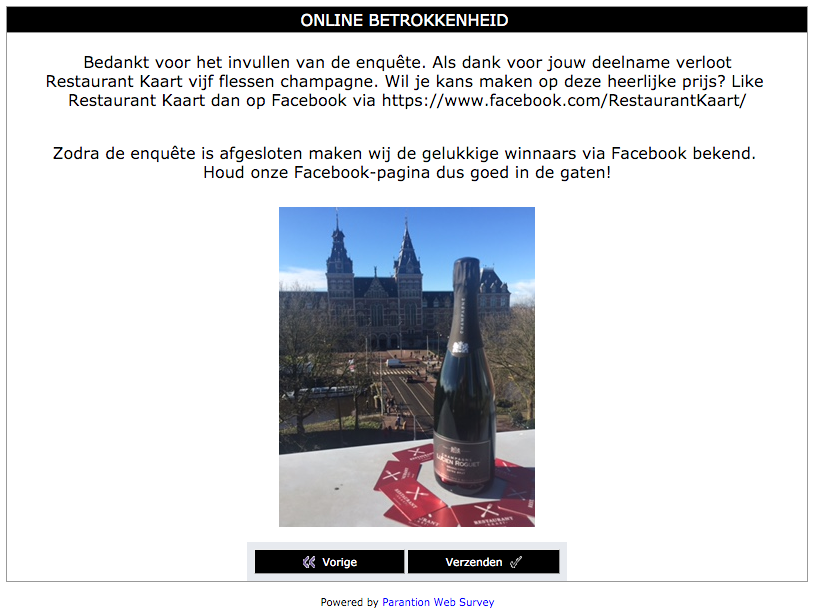 ONLINE BETROKKENHEID
Bedankt voor het invullen van de enquête. Als dank voor jouw deelname verloot
Restaurant Kaart vijf flessen champagne. Wil je kans maken op deze heerlijke prijs? Like
Restaurant Kaart dan op Facebook via https://www.facebook.com/RestaurantKaart/
Zodra de enquête is afgesloten maken wij de gelukkige winnaars via Facebook bekend.
Houd onze Facebook-pagina dus goed in de gaten!
CHAMPAGNE
RESTAURANT
RESTAURANT
Vorige
Verzenden
Powered by Parantion Web Survey